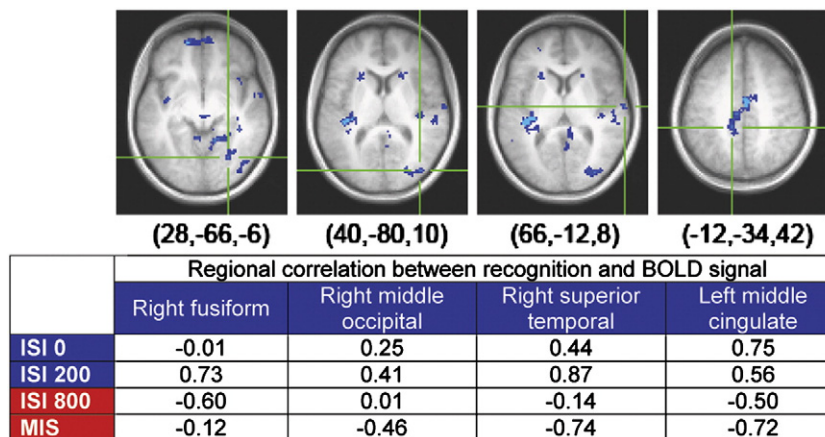 (28,-66,-6) (40,-80,10) (66,-12,8) (-12,-34,42)
Regional correlation between recognition and BOLD signal
Right fusiform Right middle occipital Right superior temporal Left middle cingulate
ISI 0 -0.01 0.25 0.44 0.75
ISI 200 0.73 0.41 0.87 0.56
ISI 800 -0.60 0.01 -0.14 -0.50
MIS -0.12 -0.46 -0.74 -0.72